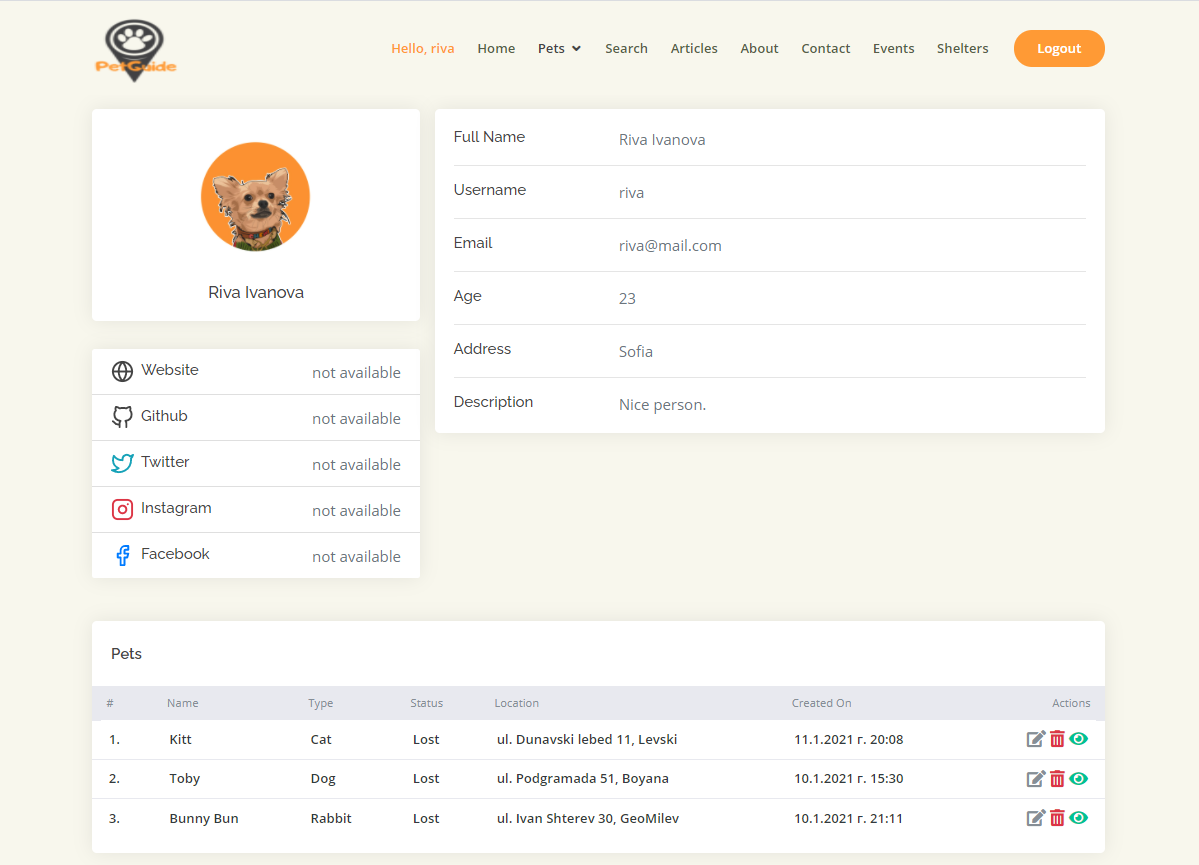 PetGuide
Hello, riva Home Pets Search Articles About Contact Events Shelters Logout
Riva Ivanova
Full Name Riva Ivanova
Username riva
Email riva@mail.com
Age 23
Address Sofia
Description Nice person.
Website not available
Github not available
Twitter not available
Instagram not available
Facebook not available
Pets
# Name Type Status Location Created On Actions
1. Kitt Cat Lost ul. Dunavski lebed 11, Levski 11.1.2021 г. 20:08
2. Toby Dog Lost ul. Podgramada 51, Boyana 10.1.2021 г. 15:30
3. Bunny Bun Rabbit Lost ul. Ivan Shterev 30, GeoMilev 10.1.2021 г. 21:11